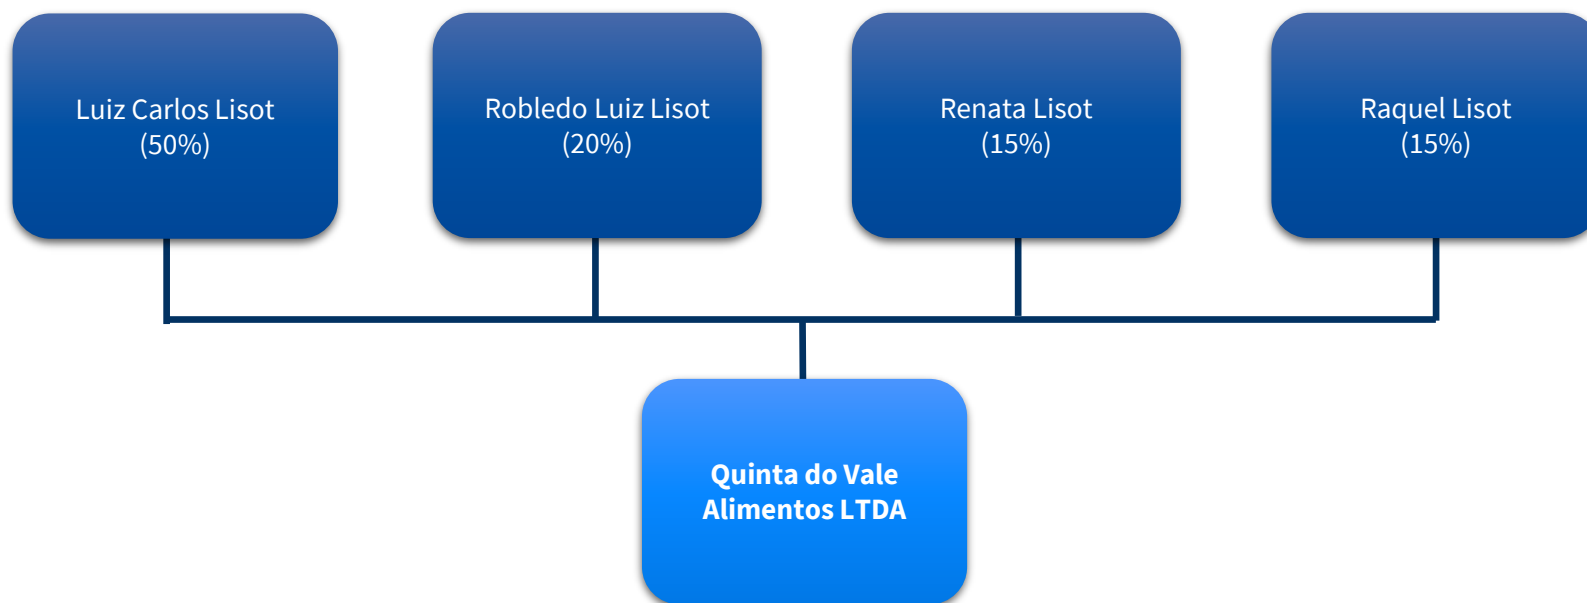 Luiz Carlos Lisot
(50%)
Robledo Luiz Lisot
(20%)
Renata Lisot
(15%)
Raquel Lisot
(15%)
Quinta do Vale
Alimentos LTDA